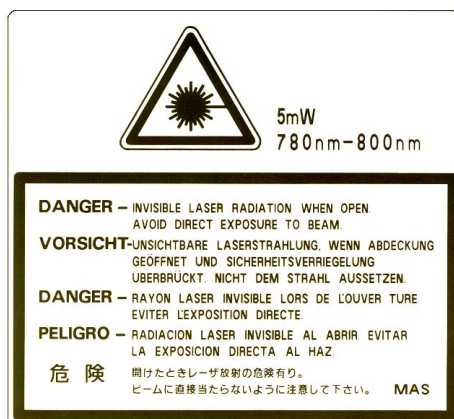 5mW
780nm-800nm
DANGER - INVISIBLE LASER RADIATION WHEN OPEN.
AVOID DIRECT EXPOSURE TO BEAM.
VORSICHT-UNSICHTBARE LASERSTRAHLUNG, WENN ABDECKUNG
GEÖFFNET UND SICHERHEITSVERRIEGELUNG
ÜBERBRÜCKT. NICHT DEM STRAHL AUSSETZEN.
DANGER - RAYON LASER INVISIBLE LORS DE L'OUVER TURE.
EVITER L'EXPOSITION DIRECTE.
PELIGRO - RADIACION LASER INVISIBLE AL ABRIR. EVITAR
LA EXPOSICION DIRECTA AL HAZ.
危険 開けたときレーザ放射の危険有り。
ビームに直接当たらないように注意して下さい。 MAS